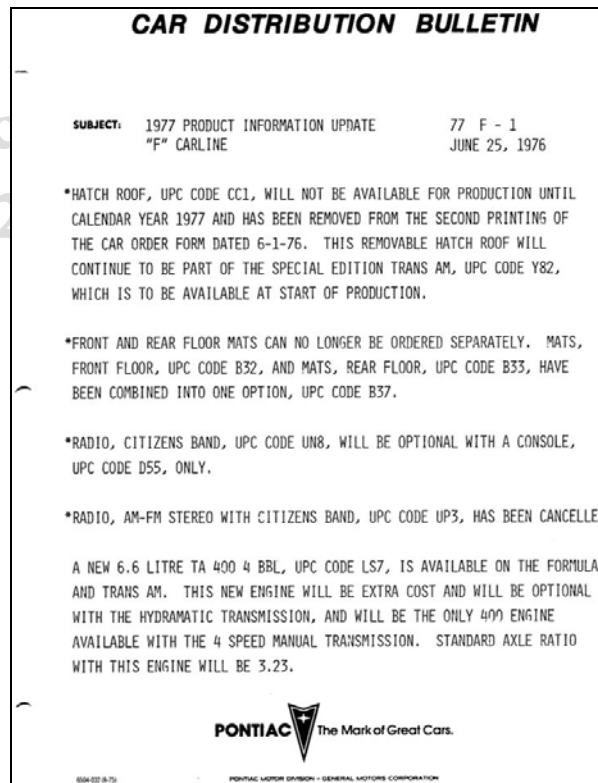 CAR DISTRIBUTION BULLETIN
SUBJECT: 1977 PRODUCT INFORMATION UPDATE 77 F - 1
"F" CARLINE JUNE 25, 1976
*HATCH ROOF, UPC CODE CC1, WILL NOT BE AVAILABLE FOR PRODUCTION UNTIL
CALENDAR YEAR 1977 AND HAS BEEN REMOVED FROM THE SECOND PRINTING OF
THE CAR ORDER FORM DATED 6-1-76. THIS REMOVABLE HATCH ROOF WILL
CONTINUE TO BE PART OF THE SPECIAL EDITION TRANS AM, UPC CODE Y82,
WHICH IS TO BE AVAILABLE AT START OF PRODUCTION.
*FRONT AND REAR FLOOR MATS CAN NO LONGER BE ORDERED SEPARATELY. MATS,
FRONT FLOOR, UPC CODE B32, AND MATS, REAR FLOOR, UPC CODE B33, HAVE
BEEN COMBINED INTO ONE OPTION, UPC CODE B37.
*RADIO, CITIZENS BAND, UPC CODE UN8, WILL BE OPTIONAL WITH A CONSOLE,
UPC CODE D55, ONLY.
*RADIO, AM-FM STEREO WITH CITIZENS BAND, UPC CODE UP3, HAS BEEN CANCELLE
A NEW 6.6 LITRE TA 400 4 BBL, UPC CODE LS7, IS AVAILABLE ON THE FORMULA
AND TRANS AM. THIS NEW ENGINE WILL BE EXTRA COST AND WILL BE OPTIONAL
WITH THE HYDRAMATIC TRANSMISSION, AND WILL BE THE ONLY 400 ENGINE
AVAILABLE WITH THE 4 SPEED MANUAL TRANSMISSION. STANDARD AXLE RATIO
WITH THIS ENGINE WILL BE 3.23.
PONTIAC The Mark of Great Cars.
6504-032 (8-75) PONTIAC MOTOR DIVISION - GENERAL MOTORS CORPORATION